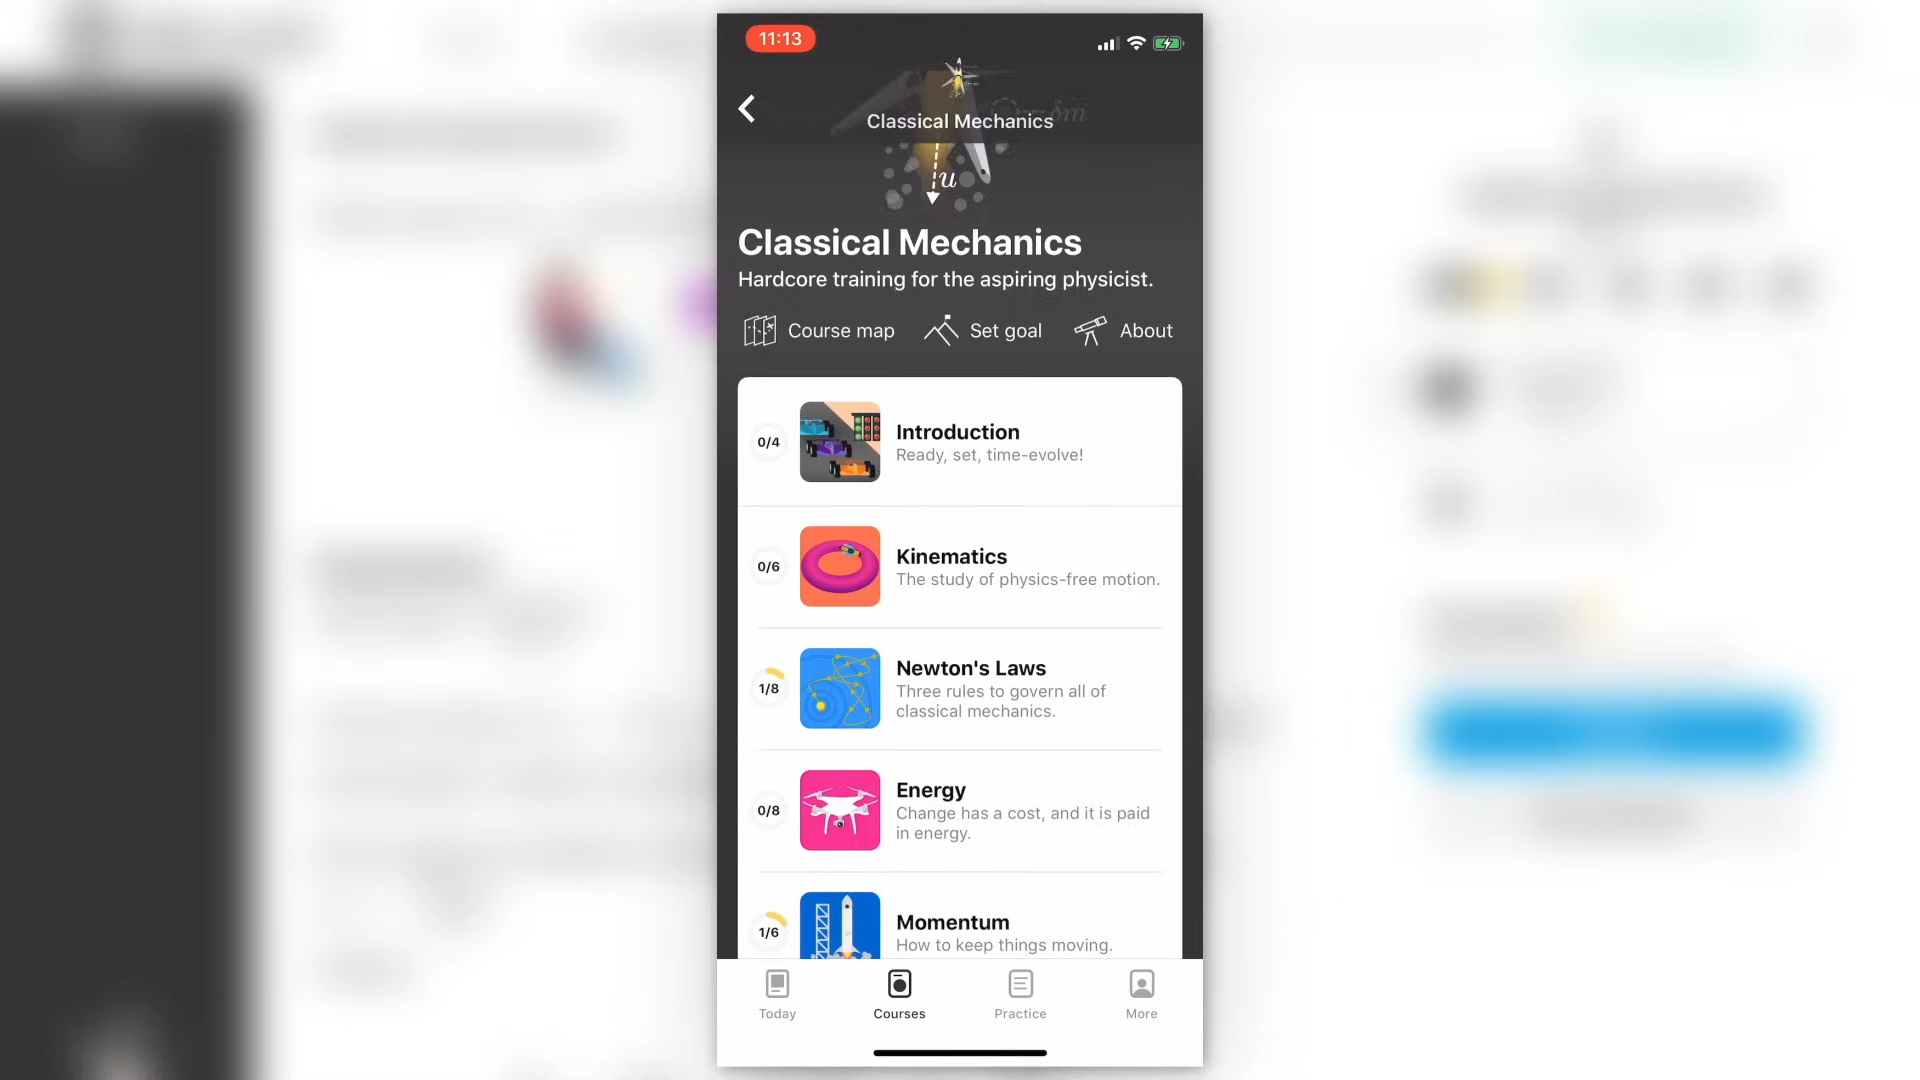 11:13
δm
Classical Mechanics
u
Classical Mechanics
Hardcore training for the aspiring physicist.
Course map
Set goal
About
0/4
Introduction
Ready, set, time-evolve!
0/6
Kinematics
The study of physics-free motion.
1/8
Newton's Laws
Three rules to govern all of
classical mechanics.
0/8
Energy
Change has a cost, and it is paid
in energy.
1/6
Momentum
How to keep things moving.
Today
Courses
Practice
More